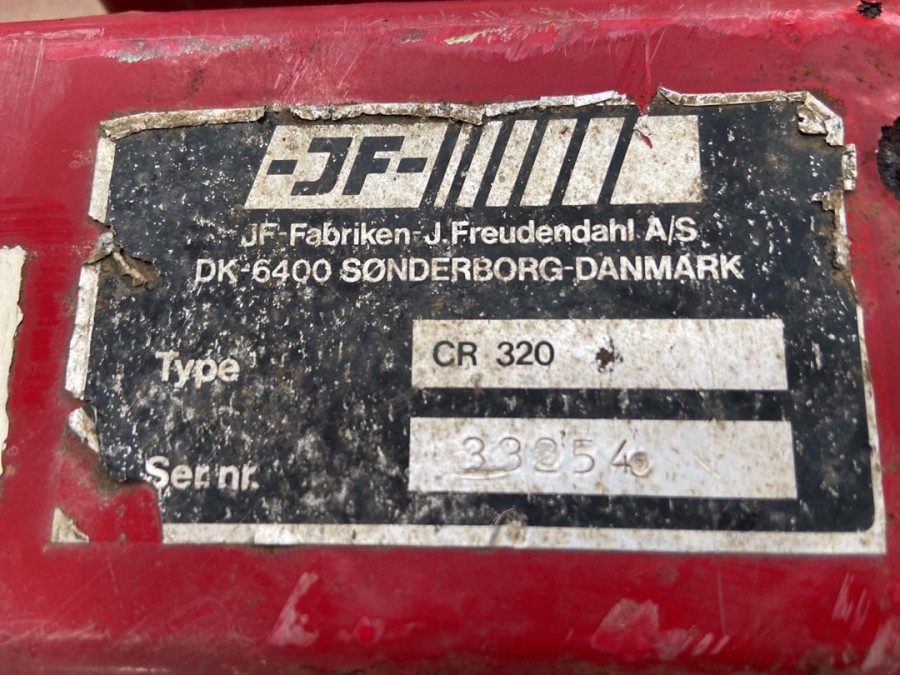 -JF-
JF-Fabriken-J.Freudendahl A/S
DK-6400 SØNDERBORG-DANMARK
Type CR 320
Ser.nr. 33254